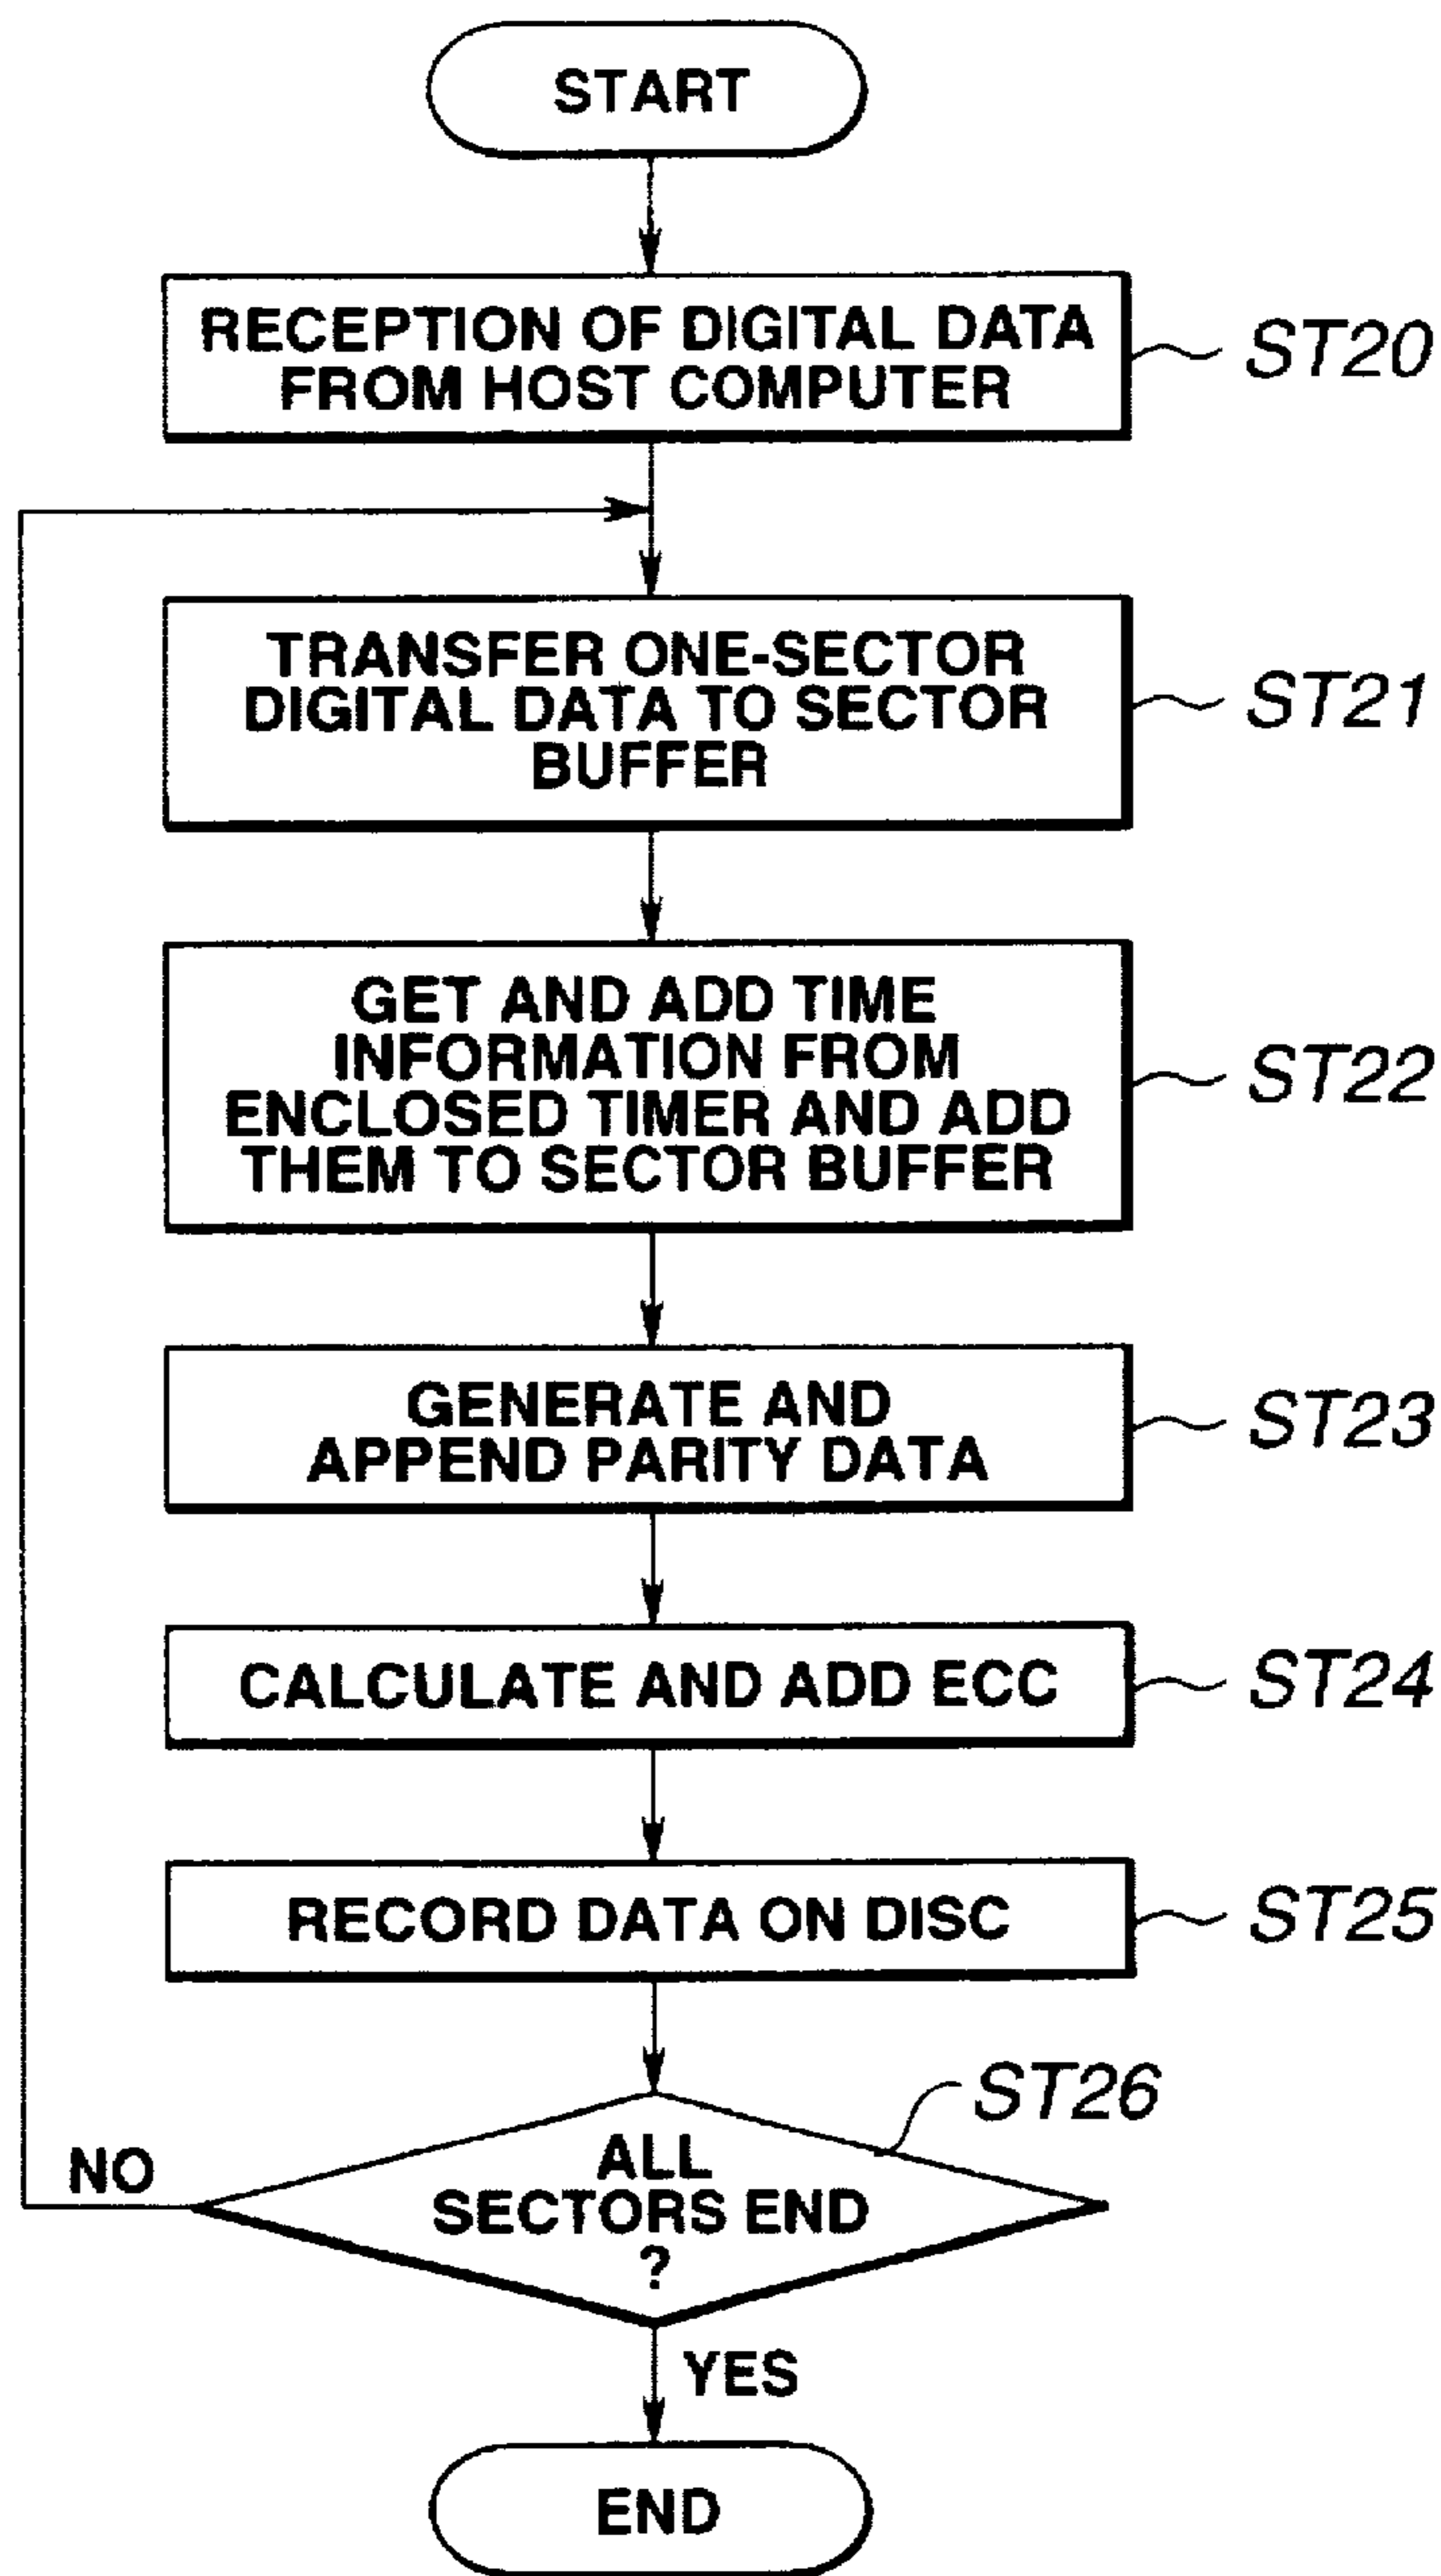 START
RECEPTION OF DIGITAL DATA
FROM HOST COMPUTER
ST20
TRANSFER ONE-SECTOR
DIGITAL DATA TO SECTOR
BUFFER
ST21
GET AND ADD TIME
INFORMATION FROM
ENCLOSED TIMER AND ADD
THEM TO SECTOR BUFFER
ST22
GENERATE AND
APPEND PARITY DATA
ST23
CALCULATE AND ADD ECC
ST24
RECORD DATA ON DISC
ST25
ST26
ALL
SECTORS END
?
NO
YES
END